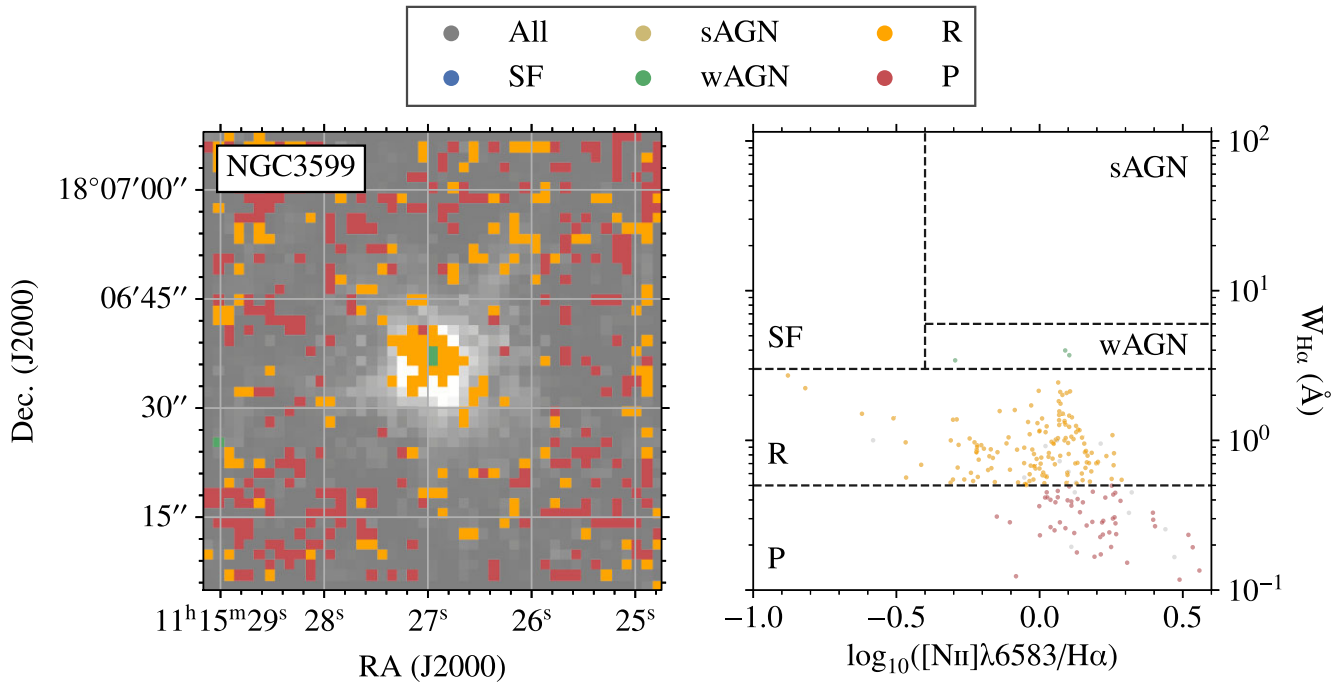 All sAGN R
SF wAGN P
NGC3599
18°07′00′′
06′45′′
30′′
15′′
11ʰ15ᵐ29ˢ 28ˢ 27ˢ 26ˢ 25ˢ
RA (J2000)
Dec. (J2000)
sAGN
SF
wAGN
R
P
10²
10¹
10⁰
10⁻¹
W_Hα (Å)
−1.0 −0.5 0.0 0.5
log₁₀([NII]λ6583/Hα)